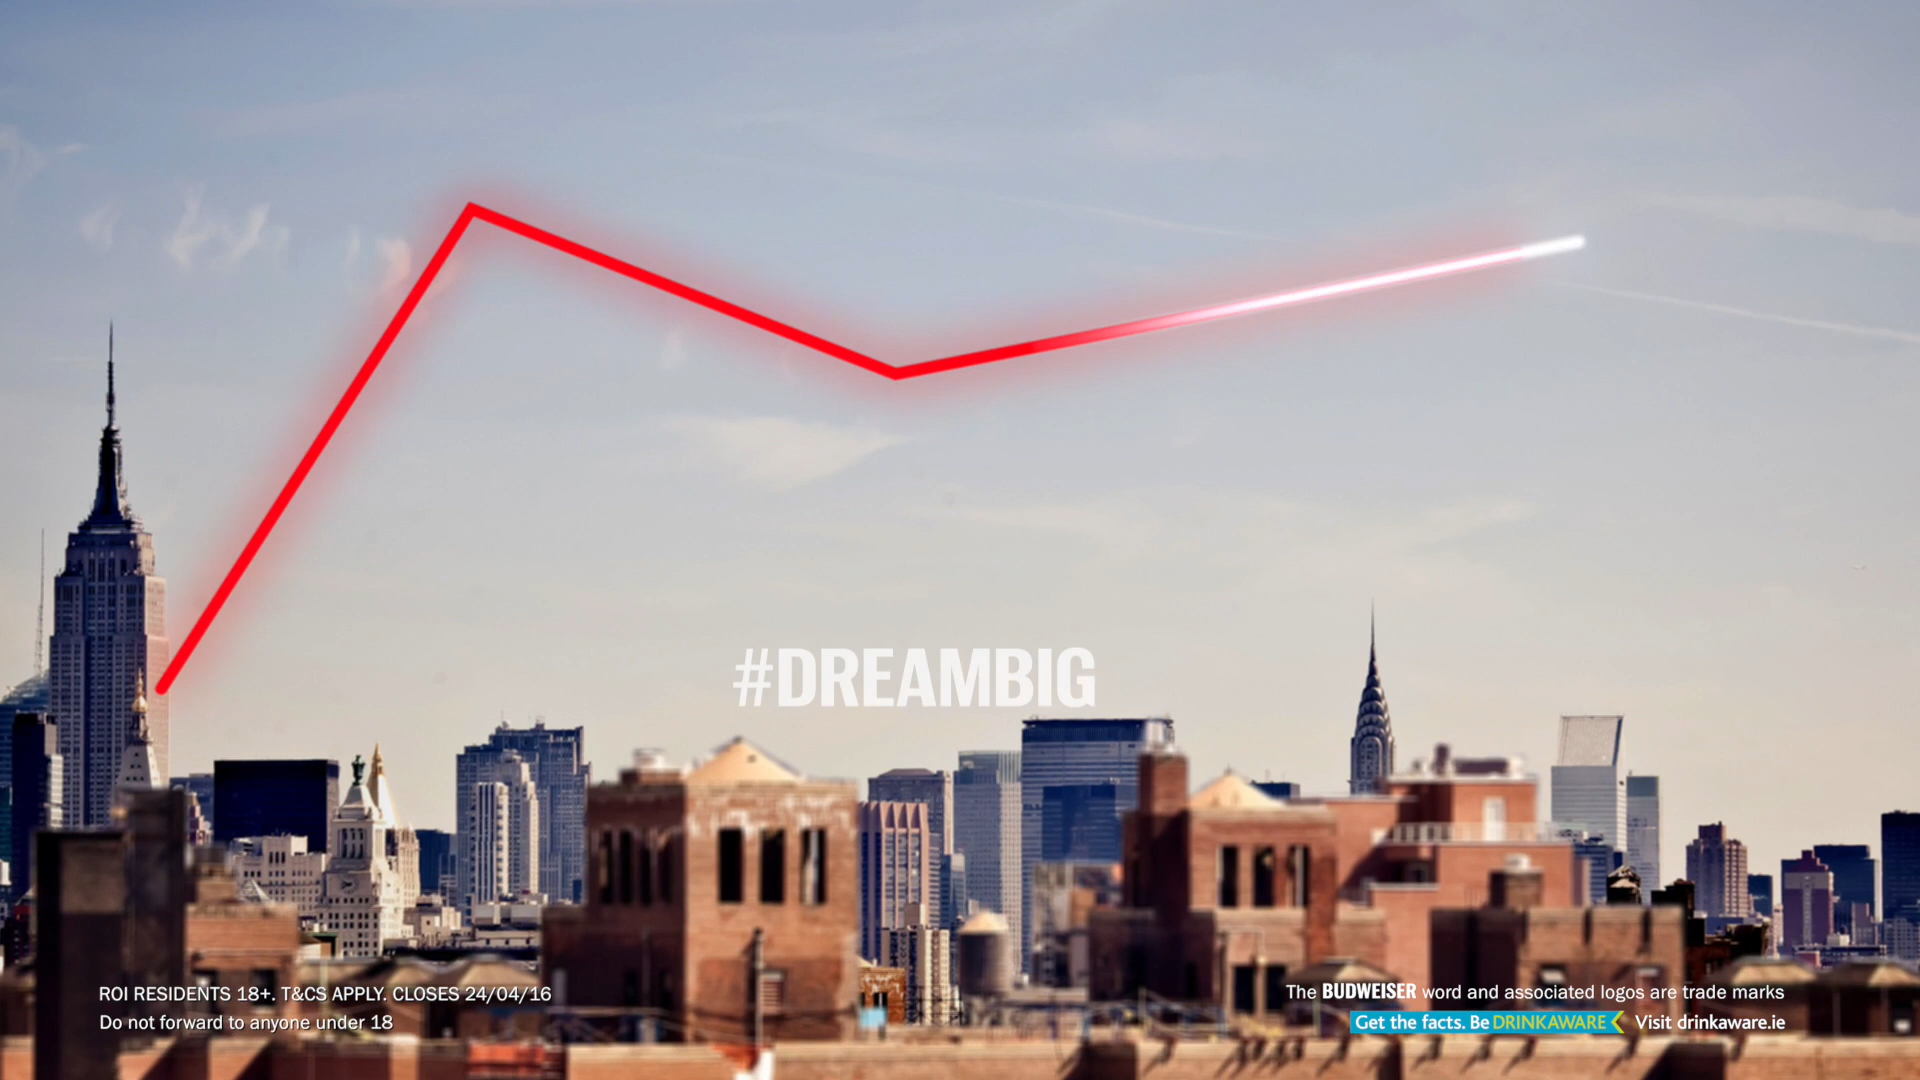 #DREAMBIG
ROI RESIDENTS 18+. T&CS APPLY. CLOSES 24/04/16
Do not forward to anyone under 18
The BUDWEISER word and associated logos are trade marks
Get the facts. Be DRINKAWARE Visit drinkaware.ie